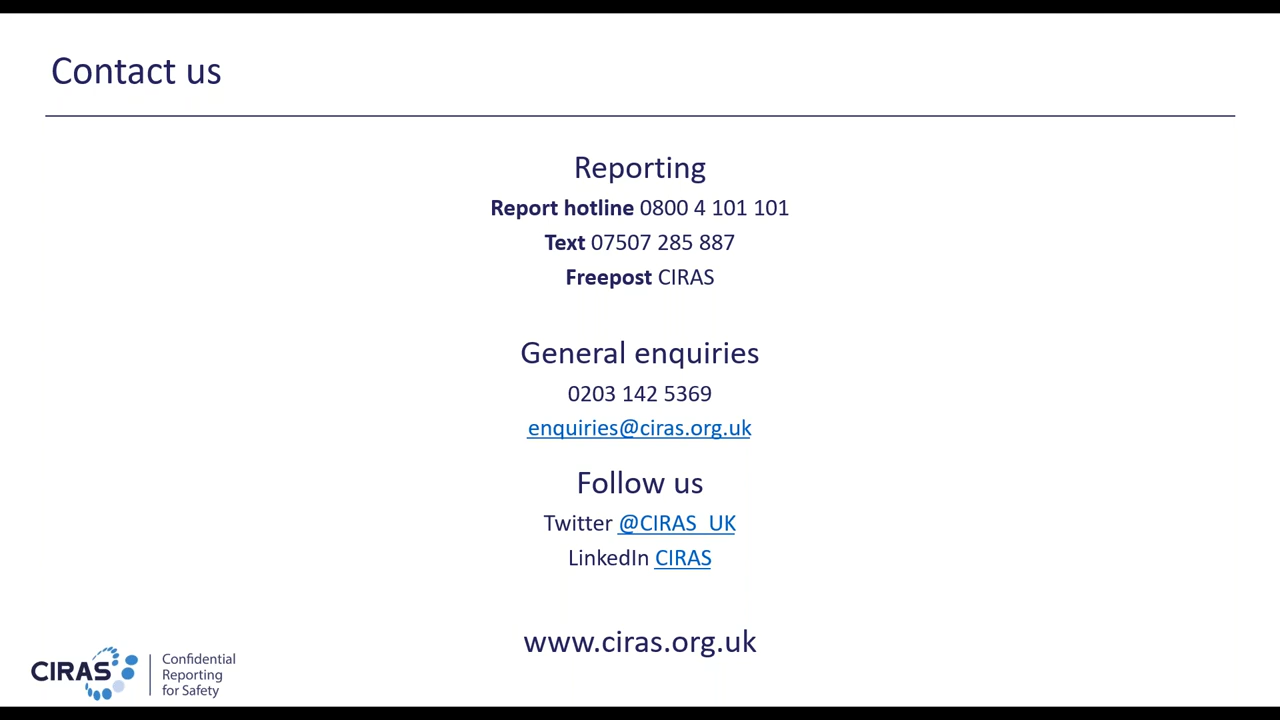 Contact us
Reporting
Report hotline 0800 4 101 101
Text 07507 285 887
Freepost CIRAS
General enquiries
0203 142 5369
enquiries@ciras.org.uk
Follow us
Twitter @CIRAS_UK
LinkedIn CIRAS
www.ciras.org.uk
CIRAS
Confidential
Reporting
for Safety